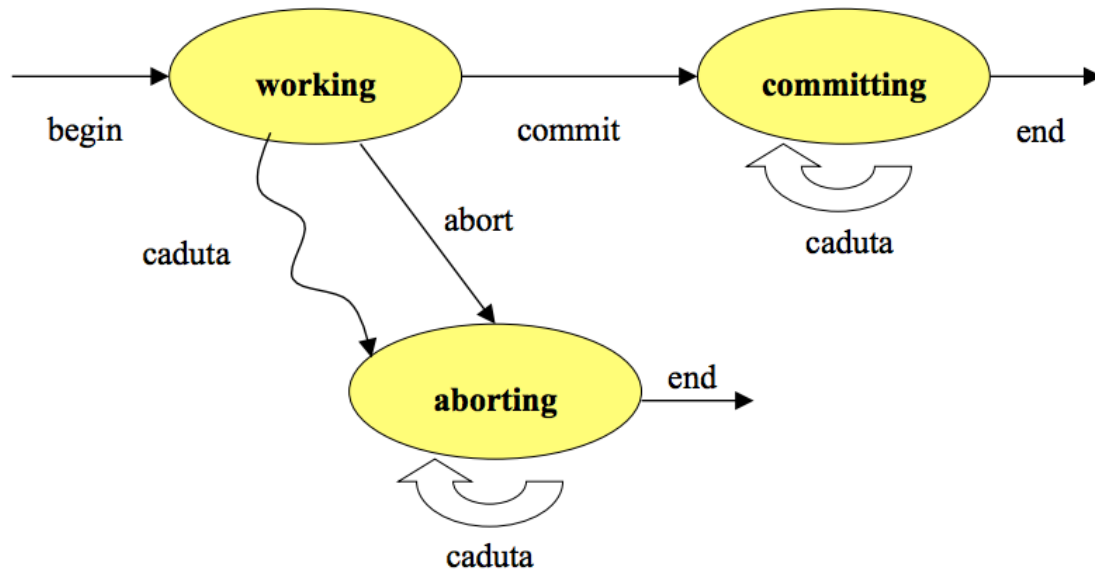 working
committing
begin
commit
end
abort
caduta
caduta
aborting
end
caduta